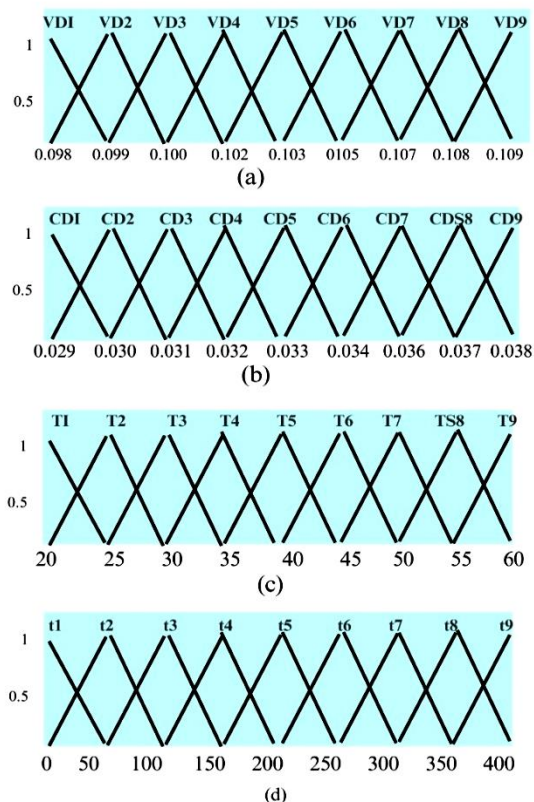 VDI VD2 VD3 VD4 VD5 VD6 VD7 VD8 VD9
1
0.5
0.098 0.099 0.100 0.102 0.103 0105 0.107 0.108 0.109
(a)
CDI CD2 CD3 CD4 CD5 CD6 CD7 CDS8 CD9
1
0.5
0.029 0.030 0.031 0.032 0.033 0.034 0.036 0.037 0.038
(b)
TI T2 T3 T4 T5 T6 T7 TS8 T9
1
0.5
20 25 30 35 40 45 50 55 60
(c)
t1 t2 t3 t4 t5 t6 t7 t8 t9
1
0.5
0 50 100 150 200 250 300 350 400
(d)